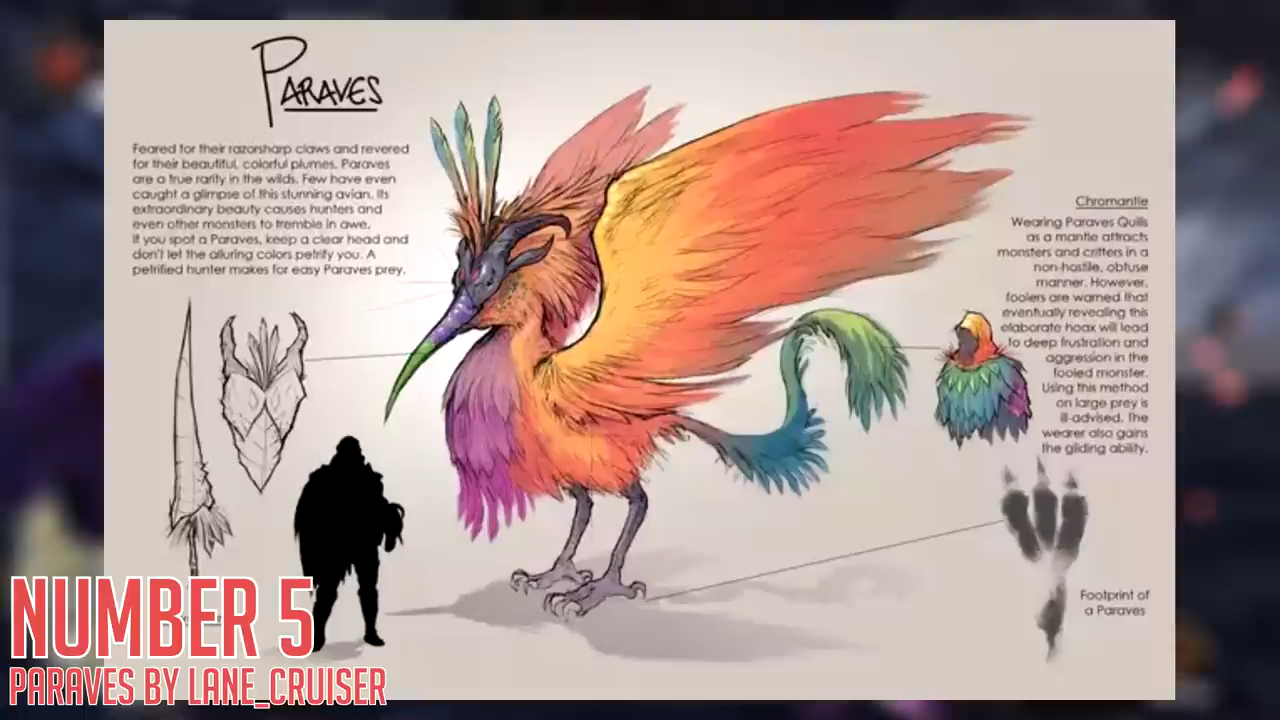 PARAVES
Feared for their razorsharp claws and revered
for their beautiful, colorful plumes, Paraves
are a true rarity in the wilds. Few have even
caught a glimpse of this stunning avian. Its
extraordinary beauty causes hunters and
even other monsters to tremble in awe.
If you spot a Paraves, keep a clear head and
don't let the alluring colors petrify you. A
petrified hunter makes for easy Paraves prey.
Chromantle
Wearing Paraves Quills
as a mantle attracts
monsters and critters in a
non-hostile, obtuse
manner. However,
foolers are warned that
eventually revealing this
elaborate hoax will lead
to deep frustration and
aggression in the
fooled monster.
Using this method
on large prey is
ill-advised. The
wearer also gains
the gliding ability.
Footprint of
a Paraves
NUMBER 5
PARAVES BY LANE_CRUISER